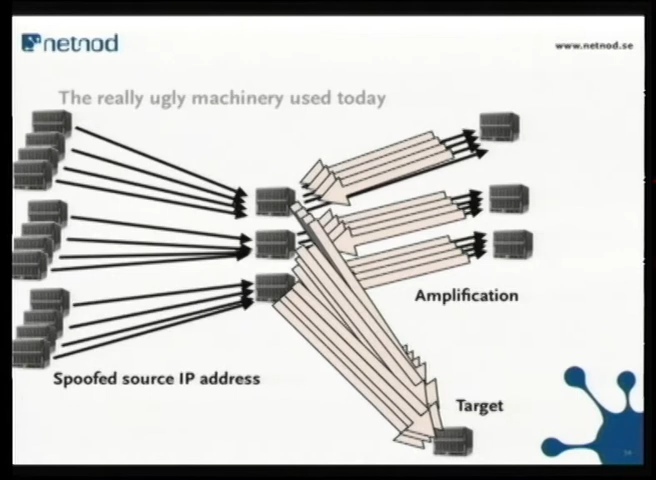 netnod
www.netnod.se
The really ugly machinery used today
Amplification
Spoofed source IP address
Target